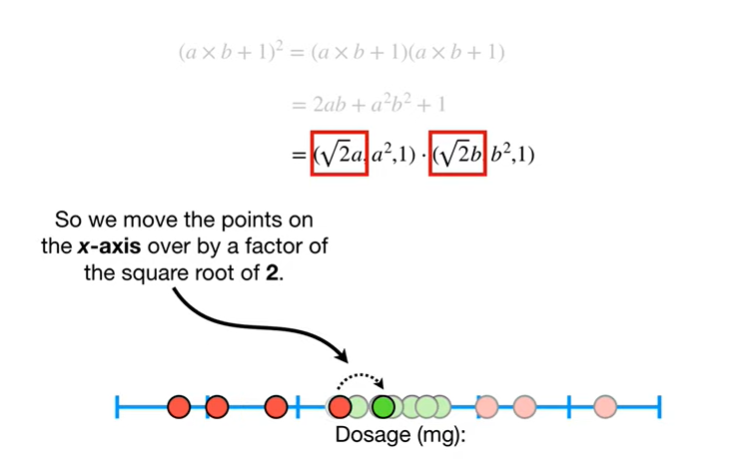 (a × b + 1)² = (a × b + 1)(a × b + 1)
= 2ab + a²b² + 1
= (√2a, a²,1) · (√2b, b²,1)
So we move the points on
the x-axis over by a factor of
the square root of 2.
Dosage (mg):